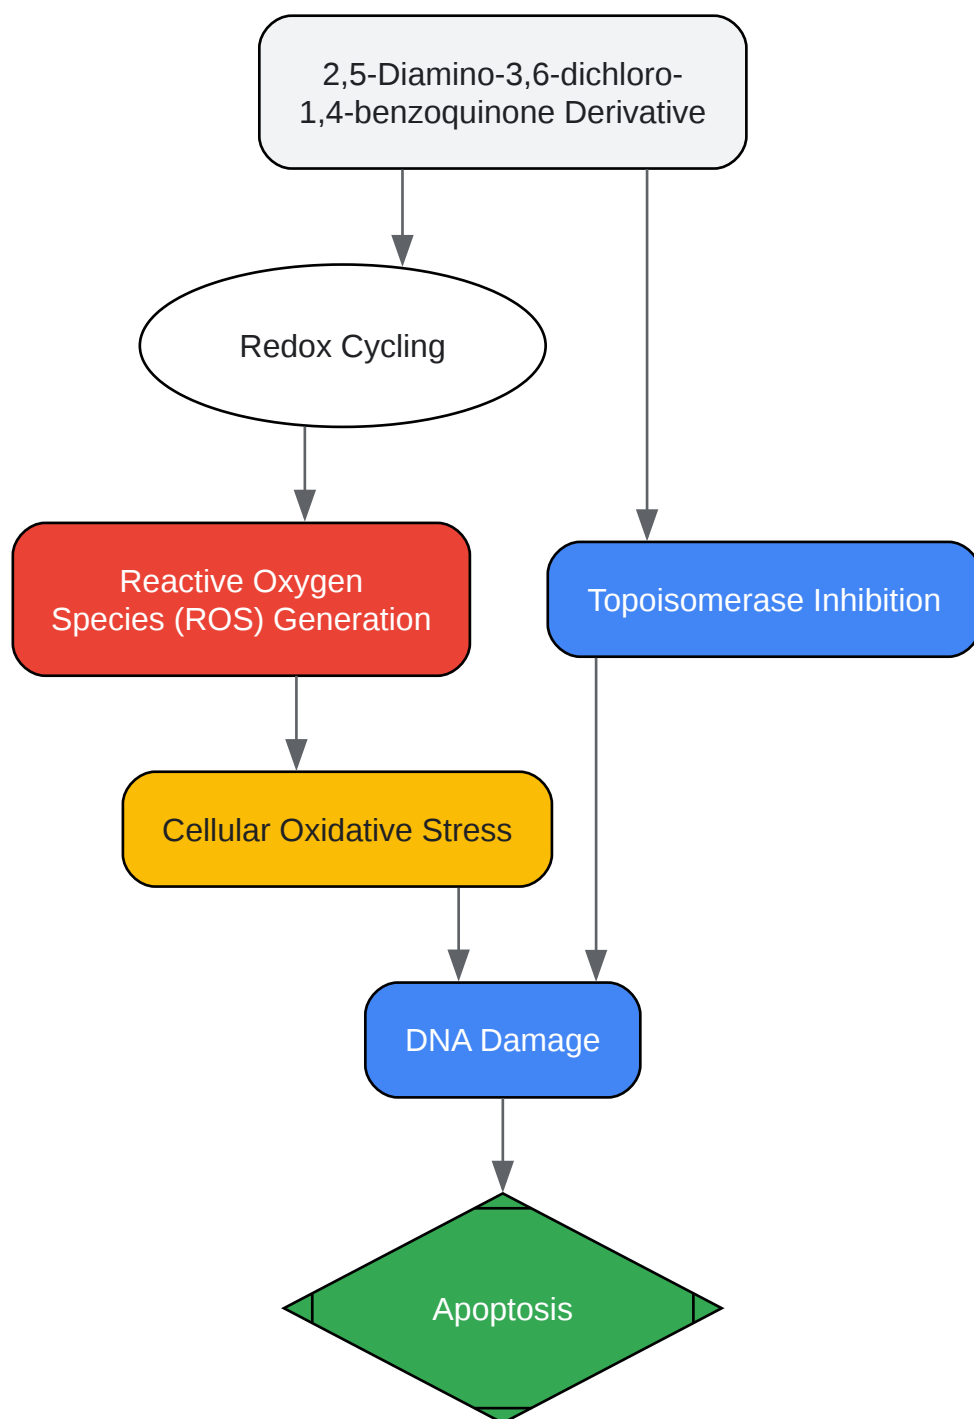 2,5-Diamino-3,6-dichloro-
1,4-benzoquinone Derivative
Redox Cycling
Reactive Oxygen
Species (ROS) Generation
Topoisomerase Inhibition
Cellular Oxidative Stress
DNA Damage
Apoptosis